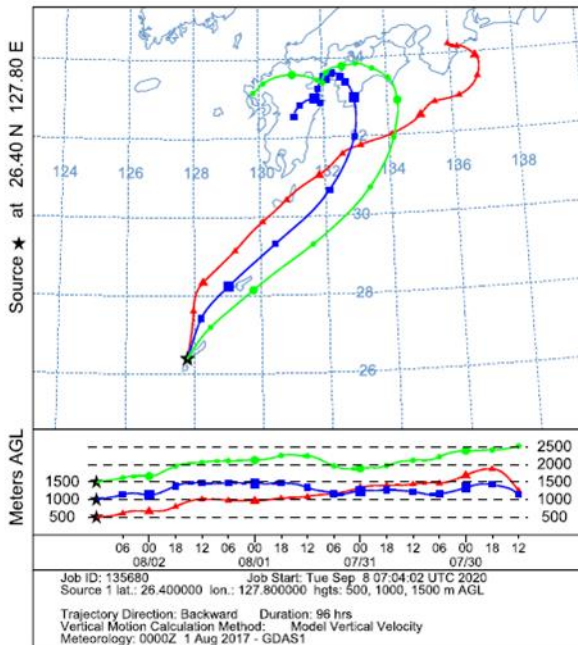 Source ★ at 26.40 N 127.80 E
34
124 126 128 130 132 134 136 138
32
30
28
26
Meters AGL
2500
2000
1500 1500
1000 1000
500 500
06 00 18 12 06 00 18 12 06 00 18 12 06 00 18 12
08/02 08/01 07/31 07/30
Job ID: 135680 Job Start: Tue Sep 8 07:04:02 UTC 2020
Source 1 lat.: 26.400000 lon.: 127.800000 hgts: 500, 1000, 1500 m AGL
Trajectory Direction: Backward Duration: 96 hrs
Vertical Motion Calculation Method: Model Vertical Velocity
Meteorology: 0000Z 1 Aug 2017 - GDAS1